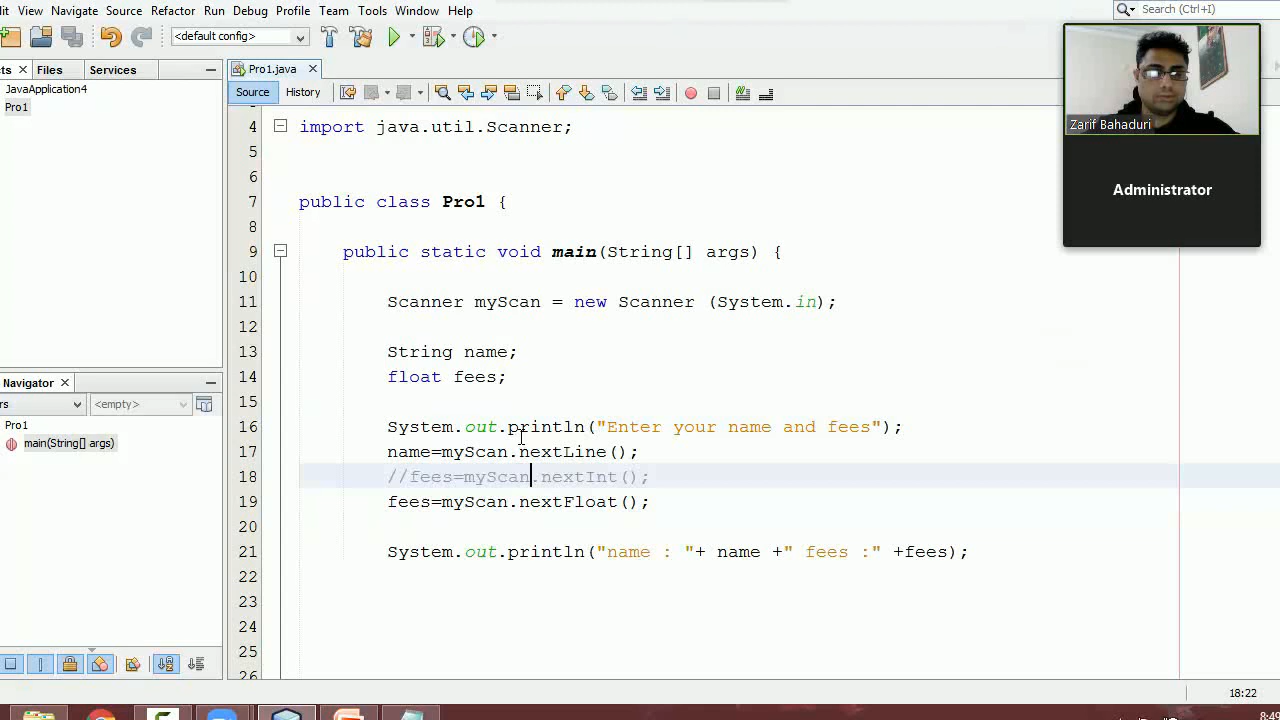 it View Navigate Source Refactor Run Debug Profile Team Tools Window Help
Search (Ctrl+I)
<default config>
ts Files Services
Pro1.java
JavaApplication4
Pro1
Source History
Zarif Bahaduri
Administrator
4 import java.util.Scanner;
5
6
7 public class Pro1 {
8
9 public static void main(String[] args) {
10
11 Scanner myScan = new Scanner (System.in);
12
13 String name;
14 float fees;
15
16 System.out.println("Enter your name and fees");
17 name=myScan.nextLine();
18 //fees=myScan.nextInt();
19 fees=myScan.nextFloat();
20
21 System.out.println("name : "+ name +" fees :" +fees);
22
23
24
25
26
Navigator
rs <empty>
Pro1
main(String[] args)
18:22
8:49